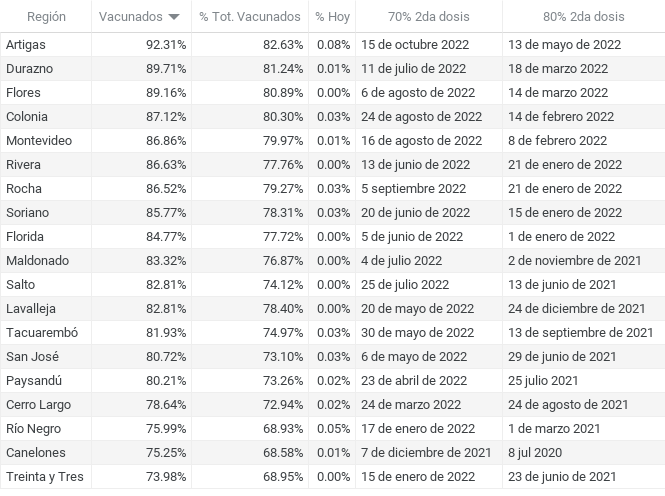 Región Vacunados % Tot. Vacunados % Hoy 70% 2da dosis 80% 2da dosis
Artigas 92.31% 82.63% 0.08% 15 de octubre 2022 13 de mayo de 2022
Durazno 89.71% 81.24% 0.01% 11 de julio de 2022 18 de marzo 2022
Flores 89.16% 80.89% 0.00% 6 de agosto de 2022 14 de marzo 2022
Colonia 87.12% 80.30% 0.03% 24 de agosto de 2022 14 de febrero 2022
Montevideo 86.86% 79.97% 0.01% 16 de agosto de 2022 8 de febrero 2022
Rivera 86.63% 77.76% 0.00% 13 de junio de 2022 21 de enero de 2022
Rocha 86.52% 79.27% 0.03% 5 septiembre 2022 21 de enero de 2022
Soriano 85.77% 78.31% 0.03% 20 de junio de 2022 15 de enero de 2022
Florida 84.77% 77.72% 0.00% 5 de junio de 2022 1 de enero de 2022
Maldonado 83.32% 76.87% 0.00% 4 de julio 2022 2 de noviembre de 2021
Salto 82.81% 74.12% 0.00% 25 de julio 2022 13 de junio de 2021
Lavalleja 82.81% 78.40% 0.00% 20 de mayo de 2022 24 de diciembre de 2021
Tacuarembó 81.93% 74.97% 0.03% 30 de mayo de 2022 13 de septiembre de 2021
San José 80.72% 73.10% 0.03% 6 de mayo de 2022 29 de junio de 2021
Paysandú 80.21% 73.26% 0.02% 23 de abril de 2022 25 julio 2021
Cerro Largo 78.64% 72.94% 0.02% 24 de marzo 2022 24 de agosto de 2021
Río Negro 75.99% 68.93% 0.05% 17 de enero de 2022 1 de marzo 2021
Canelones 75.25% 68.58% 0.01% 7 de diciembre de 2021 8 jul 2020
Treinta y Tres 73.98% 68.95% 0.00% 15 de enero de 2022 23 de junio de 2021